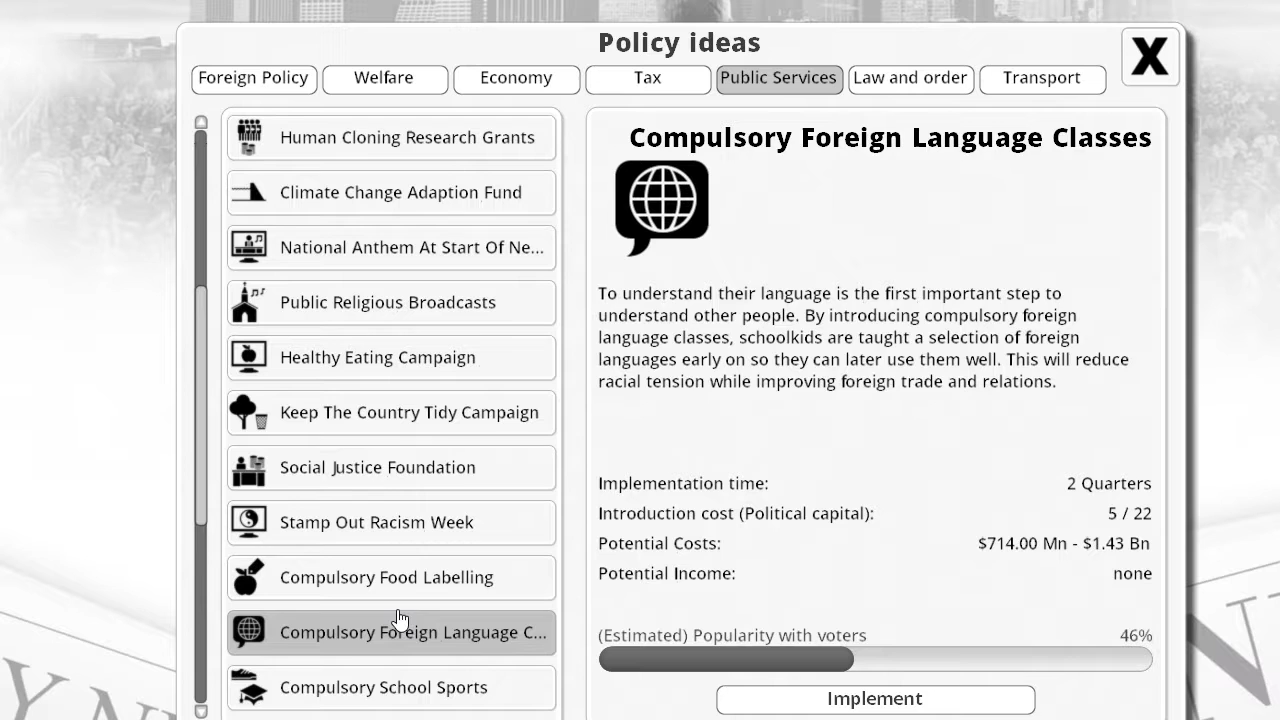 Policy ideas
X
Foreign Policy
Welfare
Economy
Tax
Public Services
Law and order
Transport
Human Cloning Research Grants
Climate Change Adaption Fund
National Anthem At Start Of Ne...
Public Religious Broadcasts
Healthy Eating Campaign
Keep The Country Tidy Campaign
Social Justice Foundation
Stamp Out Racism Week
Compulsory Food Labelling
Compulsory Foreign Language C...
Compulsory School Sports
Compulsory Foreign Language Classes
To understand their language is the first important step to
understand other people. By introducing compulsory foreign
language classes, schoolkids are taught a selection of foreign
languages early on so they can later use them well. This will reduce
racial tension while improving foreign trade and relations.
Implementation time: 2 Quarters
Introduction cost (Political capital): 5 / 22
Potential Costs: $714.00 Mn - $1.43 Bn
Potential Income: none
(Estimated) Popularity with voters 46%
Implement